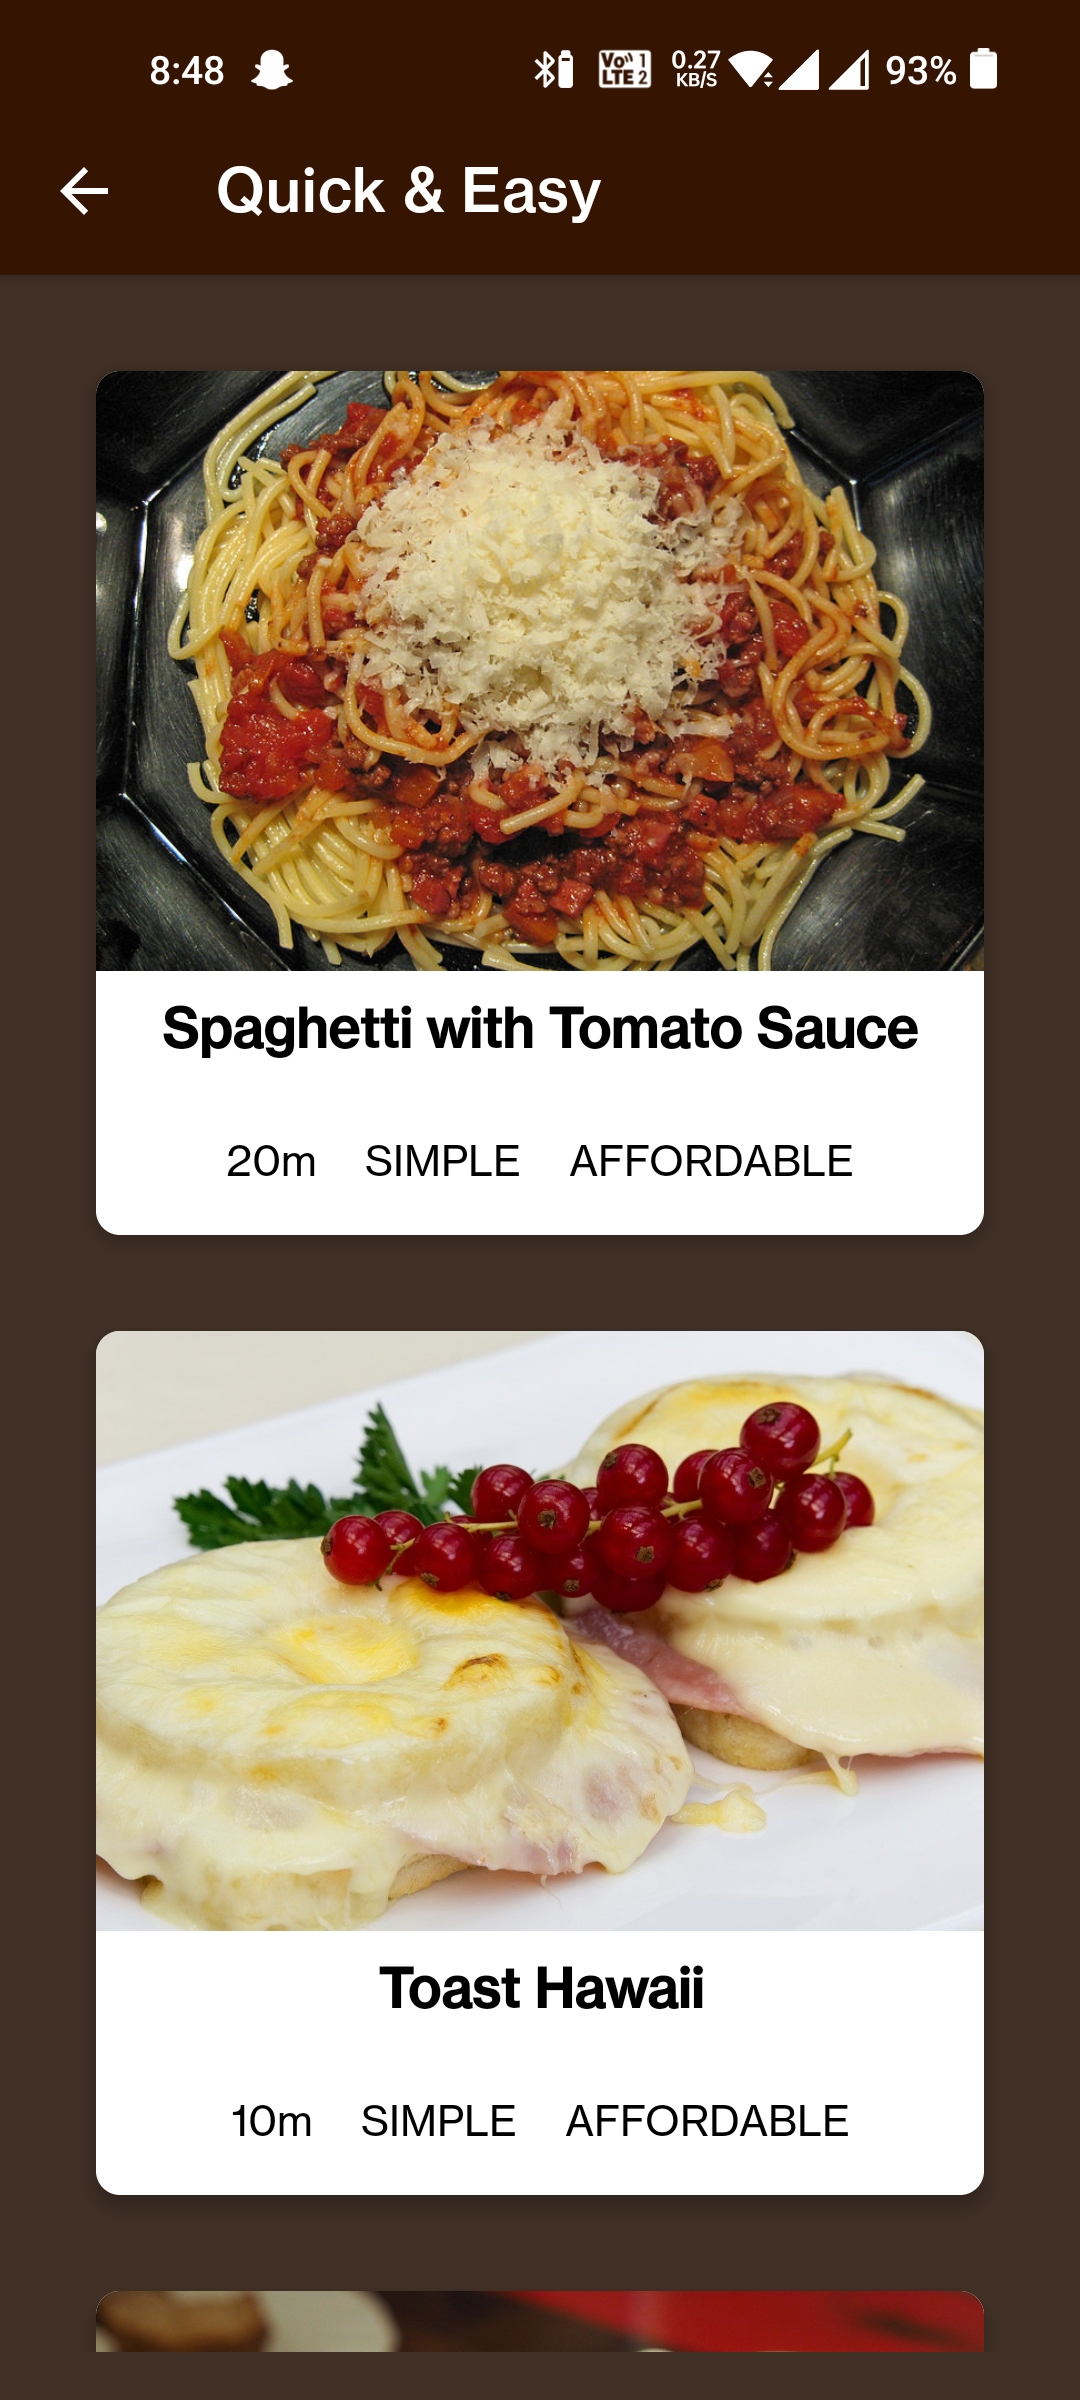 8:48 Vo)) 1 LTE 2 0.27 KB/S 93%
Quick & Easy
Spaghetti with Tomato Sauce
20m SIMPLE AFFORDABLE
Toast Hawaii
10m SIMPLE AFFORDABLE